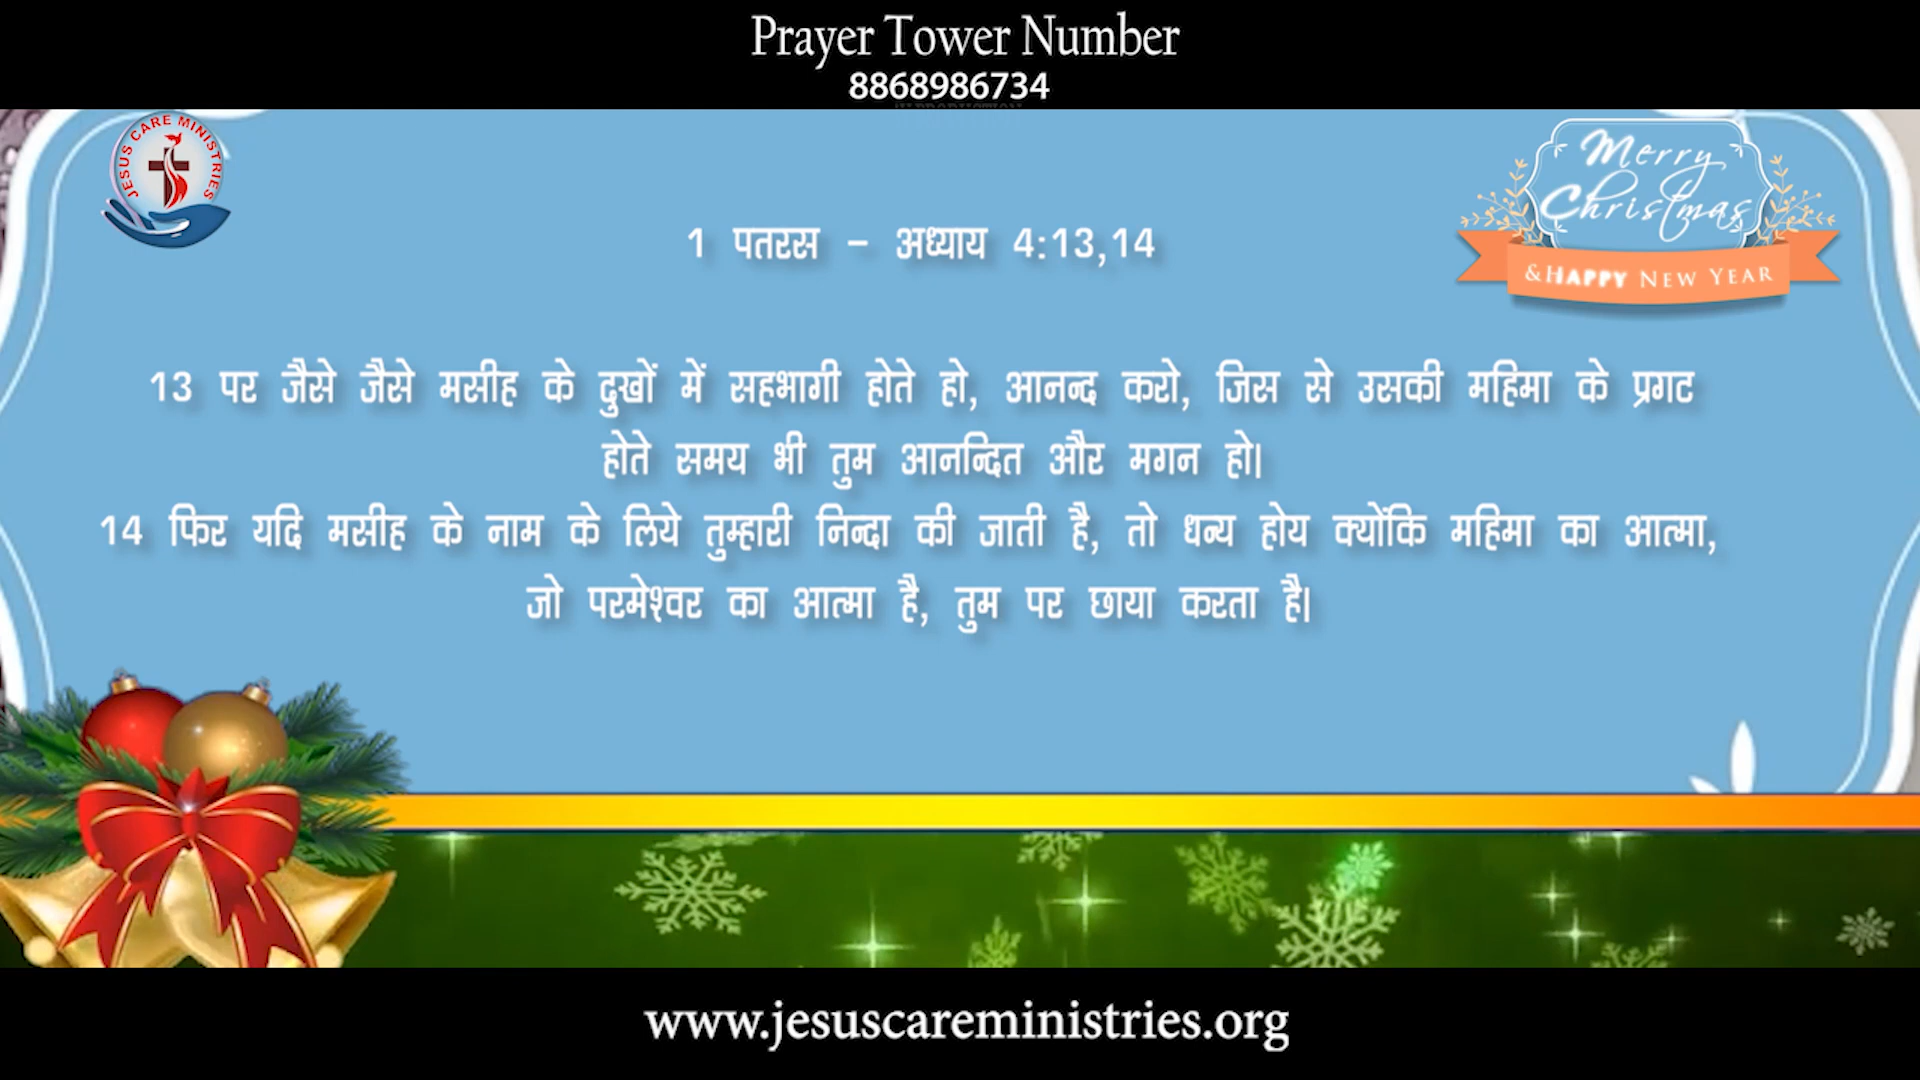 Prayer Tower Number
8868986734
JESUS CARE MINISTRIES
Merry
Christmas
& HAPPY NEW YEAR
1 पतरस – अध्याय 4:13,14
13 पर जैसे जैसे मसीह के दुखों में सहभागी होते हो, आनन्द करो, जिस से उसकी महिमा के प्रगट
होते समय भी तुम आनन्दित और मगन हो।
14 फिर यदि मसीह के नाम के लिये तुम्हारी निन्दा की जाती है, तो धन्य होय क्योंकि महिमा का आत्मा,
जो परमेश्वर का आत्मा है, तुम पर छाया करता है।
www.jesuscareministries.org